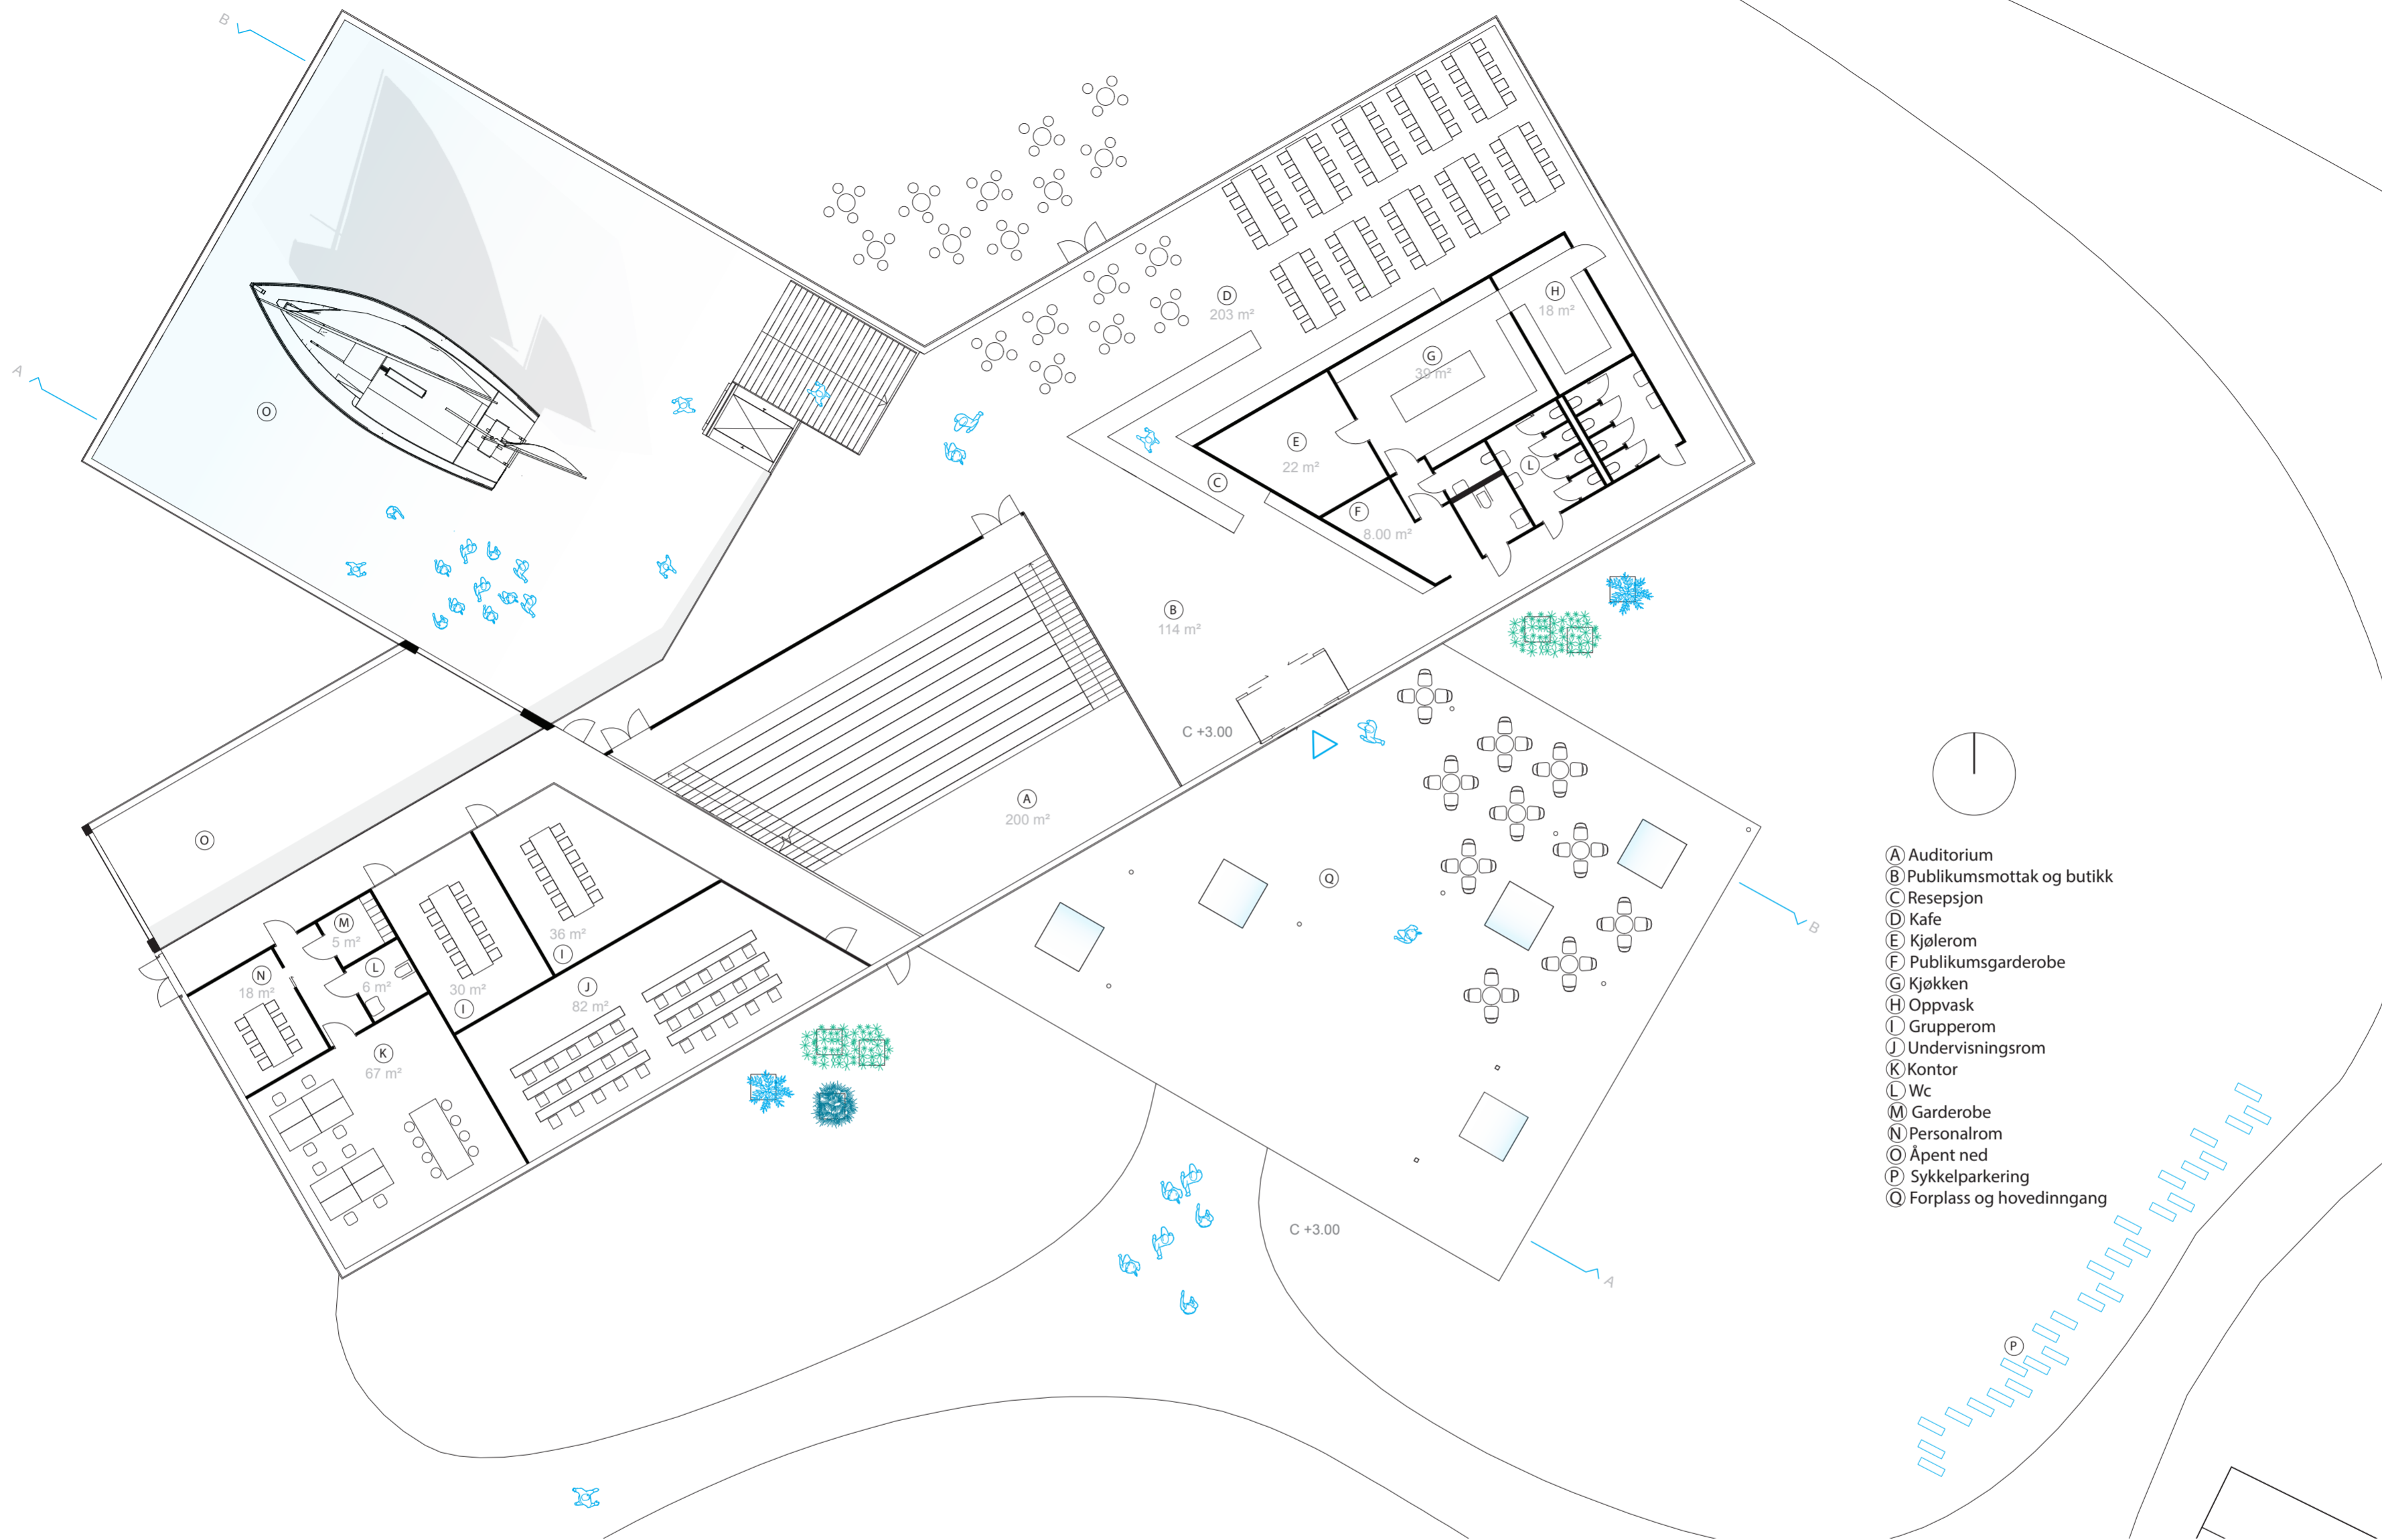 B
A
O
D
203 m²
H
18 m²
G
39 m²
E
22 m²
L
C
F
8.00 m²
B
114 m²
C +3.00
A
200 m²
O
Q
B
M
5 m²
I
36 m²
L
6 m²
N
18 m²
30 m²
I
J
82 m²
K
67 m²
C +3.00
A
P
A Auditorium
B Publikumsmottak og butikk
C Resepsjon
D Kafe
E Kjølerom
F Publikumsgarderobe
G Kjøkken
H Oppvask
I Grupperom
J Undervisningsrom
K Kontor
L Wc
M Garderobe
N Personalrom
O Åpent ned
P Sykkelparkering
Q Forplass og hovedinngang